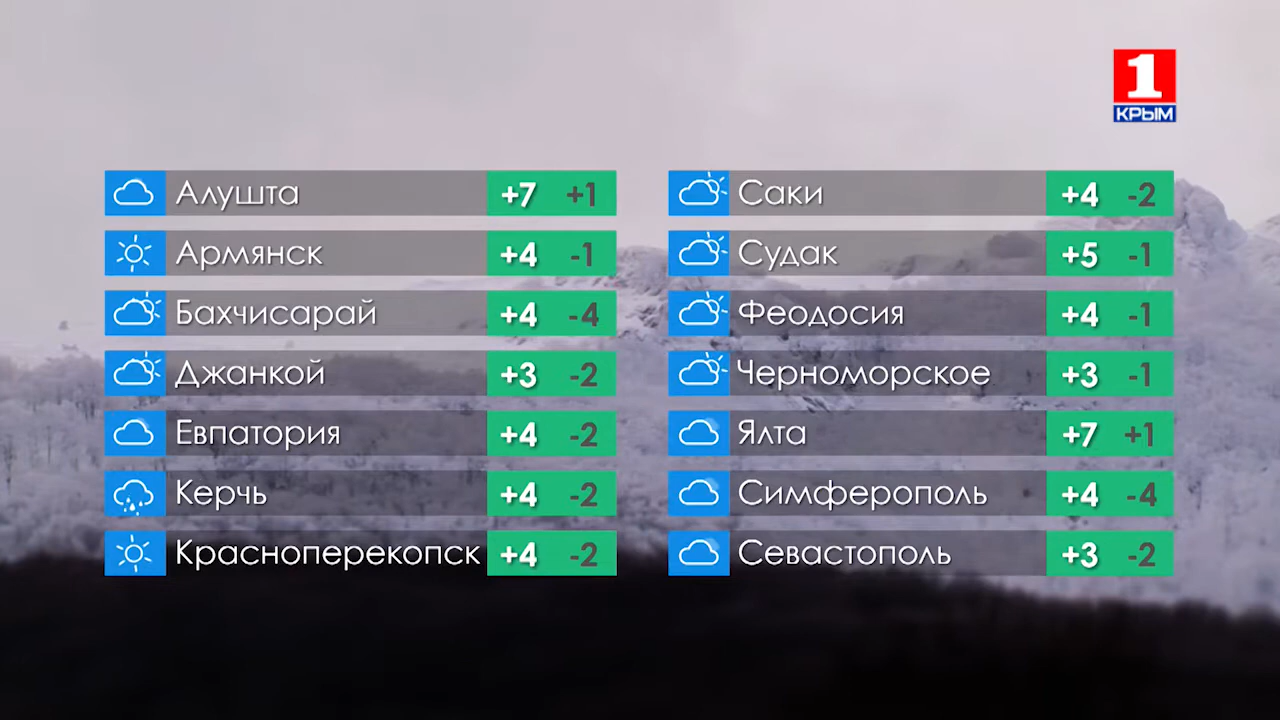 1
КРЫМ
Алушта +7 +1
Армянск +4 -1
Бахчисарай +4 -4
Джанкой +3 -2
Евпатория +4 -2
Керчь +4 -2
Красноперекопск +4 -2
Саки +4 -2
Судак +5 -1
Феодосия +4 -1
Черноморское +3 -1
Ялта +7 +1
Симферополь +4 -4
Севастополь +3 -2